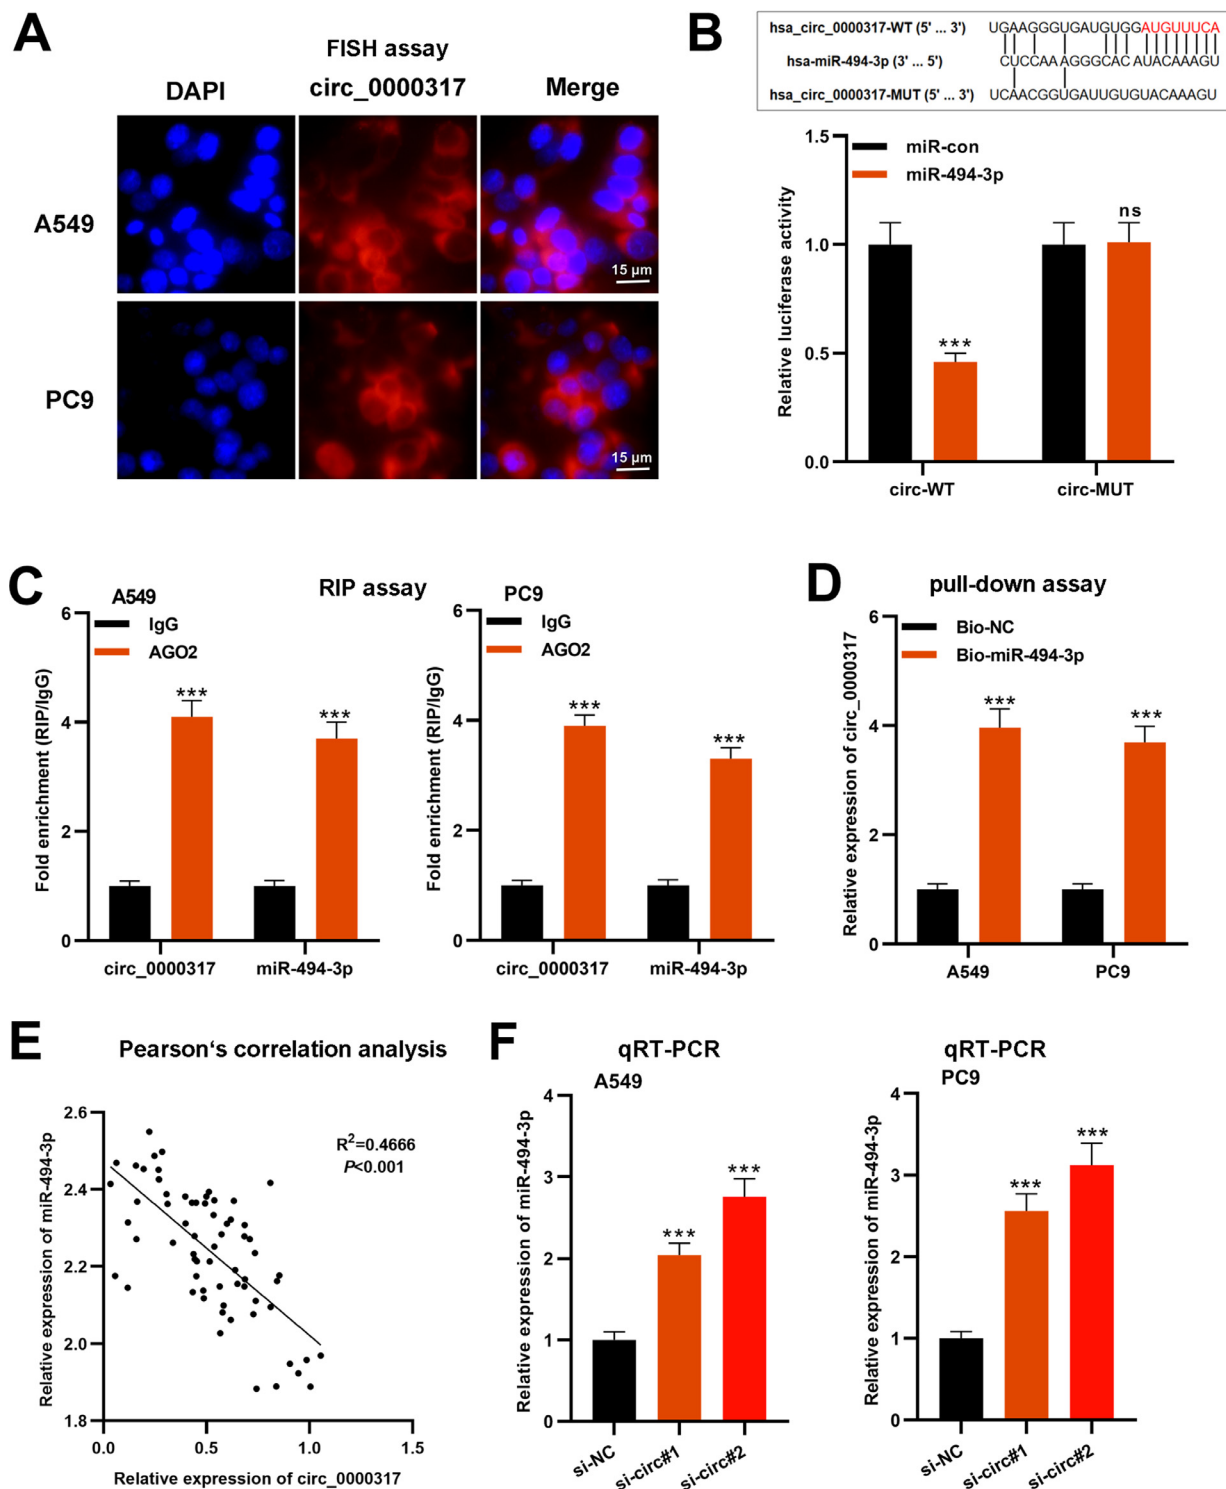 A
FISH assay
DAPI circ_0000317 Merge
A549
15 µm
PC9
15 µm
B
hsa_circ_0000317-WT (5' ... 3') UGAAGGGUGAUGUGGAUGUUUCA
hsa-miR-494-3p (3' ... 5') CUCCAAAGGGCACAUACAAAGU
hsa_circ_0000317-MUT (5' ... 3') UCAACGGUGAUUGUGUACAAAGU
miR-con
miR-494-3p
Relative luciferase activity
1.5
1.0
0.5
0.0
***
ns
circ-WT circ-MUT
C
RIP assay
A549
IgG
AGO2
Fold enrichment (RIP/IgG)
6
4
2
0
***
***
circ_0000317 miR-494-3p
PC9
IgG
AGO2
Fold enrichment (RIP/IgG)
6
4
2
0
***
***
circ_0000317 miR-494-3p
D
pull-down assay
Bio-NC
Bio-miR-494-3p
Relative expression of circ_0000317
6
4
2
0
***
***
A549 PC9
E
Pearson‘s correlation analysis
R2=0.4666
P<0.001
Relative expression of miR-494-3p
2.6
2.4
2.2
2.0
1.8
0.0 0.5 1.0 1.5
Relative expression of circ_0000317
F
qRT-PCR
A549
Relative expression of miR-494-3p
4
3
2
1
0
***
***
si-NC si-circ#1 si-circ#2
qRT-PCR
PC9
Relative expression of miR-494-3p
4
3
2
1
0
***
***
si-NC si-circ#1 si-circ#2